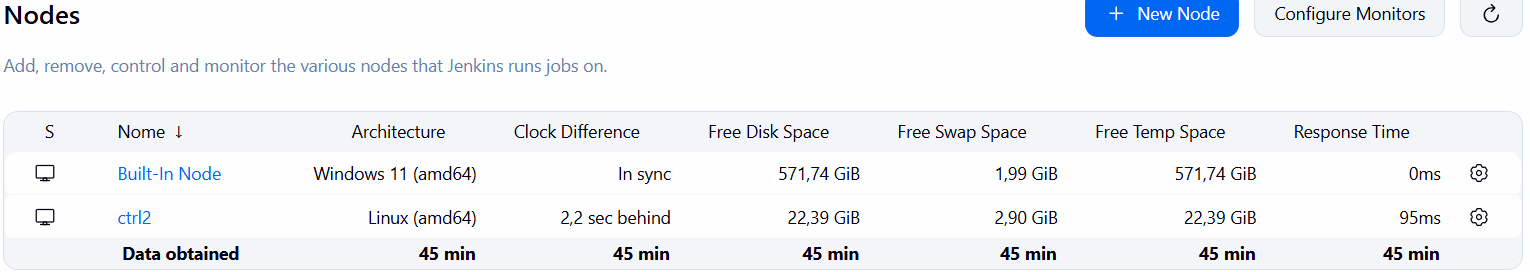 Nodes
+ New Node
Configure Monitors
Add, remove, control and monitor the various nodes that Jenkins runs jobs on.
S Nome ↓ Architecture Clock Difference Free Disk Space Free Swap Space Free Temp Space Response Time
Built-In Node Windows 11 (amd64) In sync 571,74 GiB 1,99 GiB 571,74 GiB 0ms
ctrl2 Linux (amd64) 2,2 sec behind 22,39 GiB 2,90 GiB 22,39 GiB 95ms
Data obtained 45 min 45 min 45 min 45 min 45 min 45 min